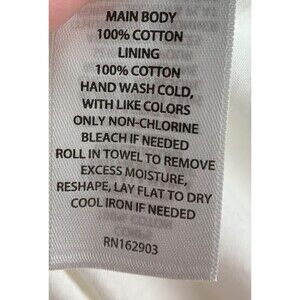 MAIN BODY
100% COTTON
LINING
100% COTTON
HAND WASH COLD,
WITH LIKE COLORS
ONLY NON-CHLORINE
BLEACH IF NEEDED
ROLL IN TOWEL TO REMOVE
EXCESS MOISTURE,
RESHAPE, LAY FLAT TO DRY
COOL IRON IF NEEDED
RN162903